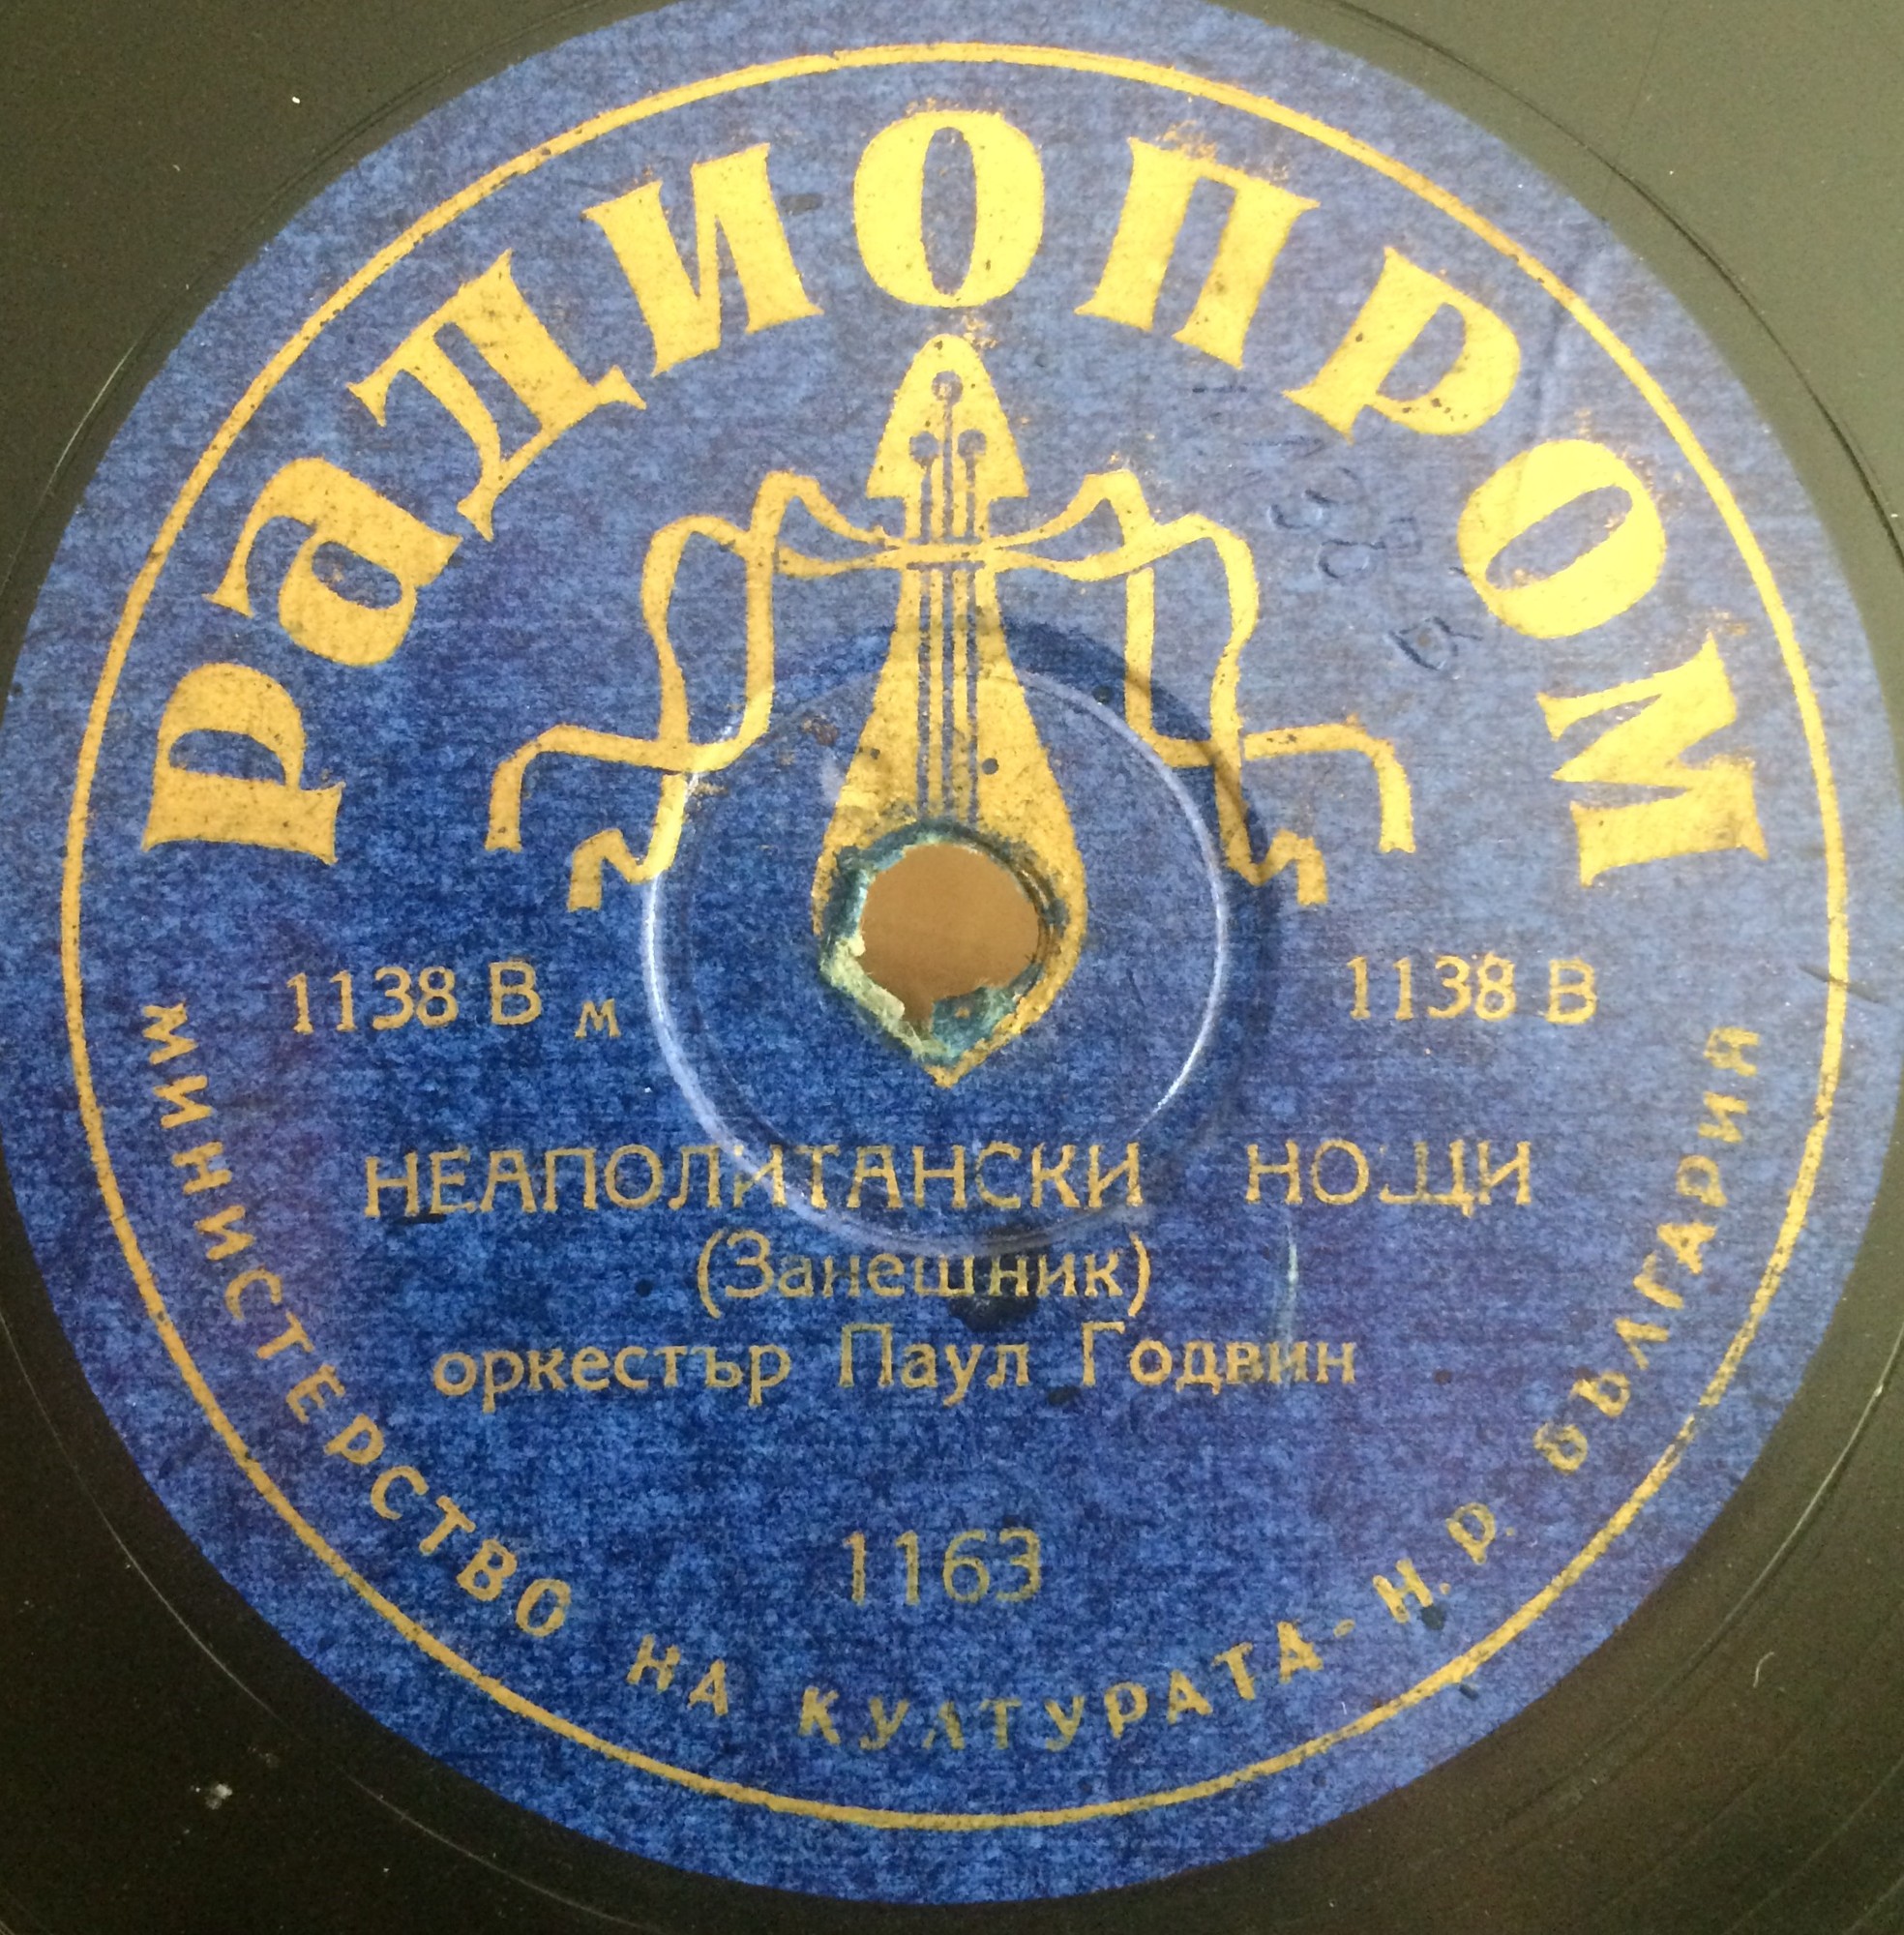 РАДИОПРОМ
1138 В м
1138 В
НЕАПОЛИТАНСКИ НОЩИ
(Занешник)
оркестър Паул Годвин
1163
МИНИСТЕРСТВО НА КУЛТУРАТА - Н. Р. БЪЛГАРИЯ